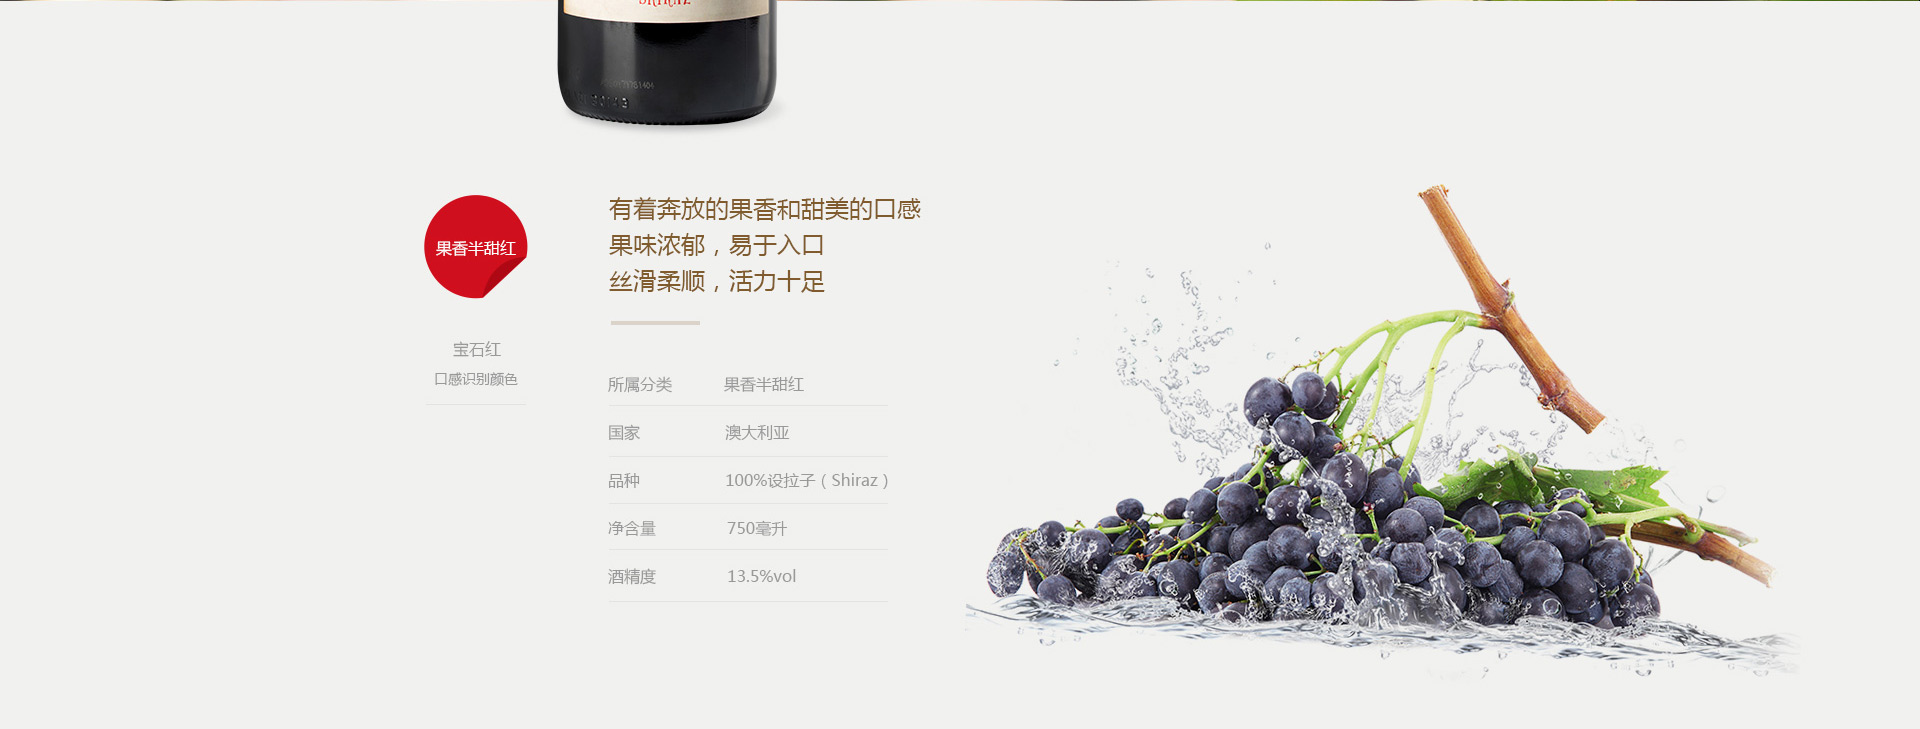 SHIRAZ
果香半甜红
宝石红
口感识别颜色
有着奔放的果香和甜美的口感
果味浓郁，易于入口
丝滑柔顺，活力十足
所属分类 果香半甜红
国家 澳大利亚
品种 100%设拉子（Shiraz）
净含量 750毫升
酒精度 13.5%vol